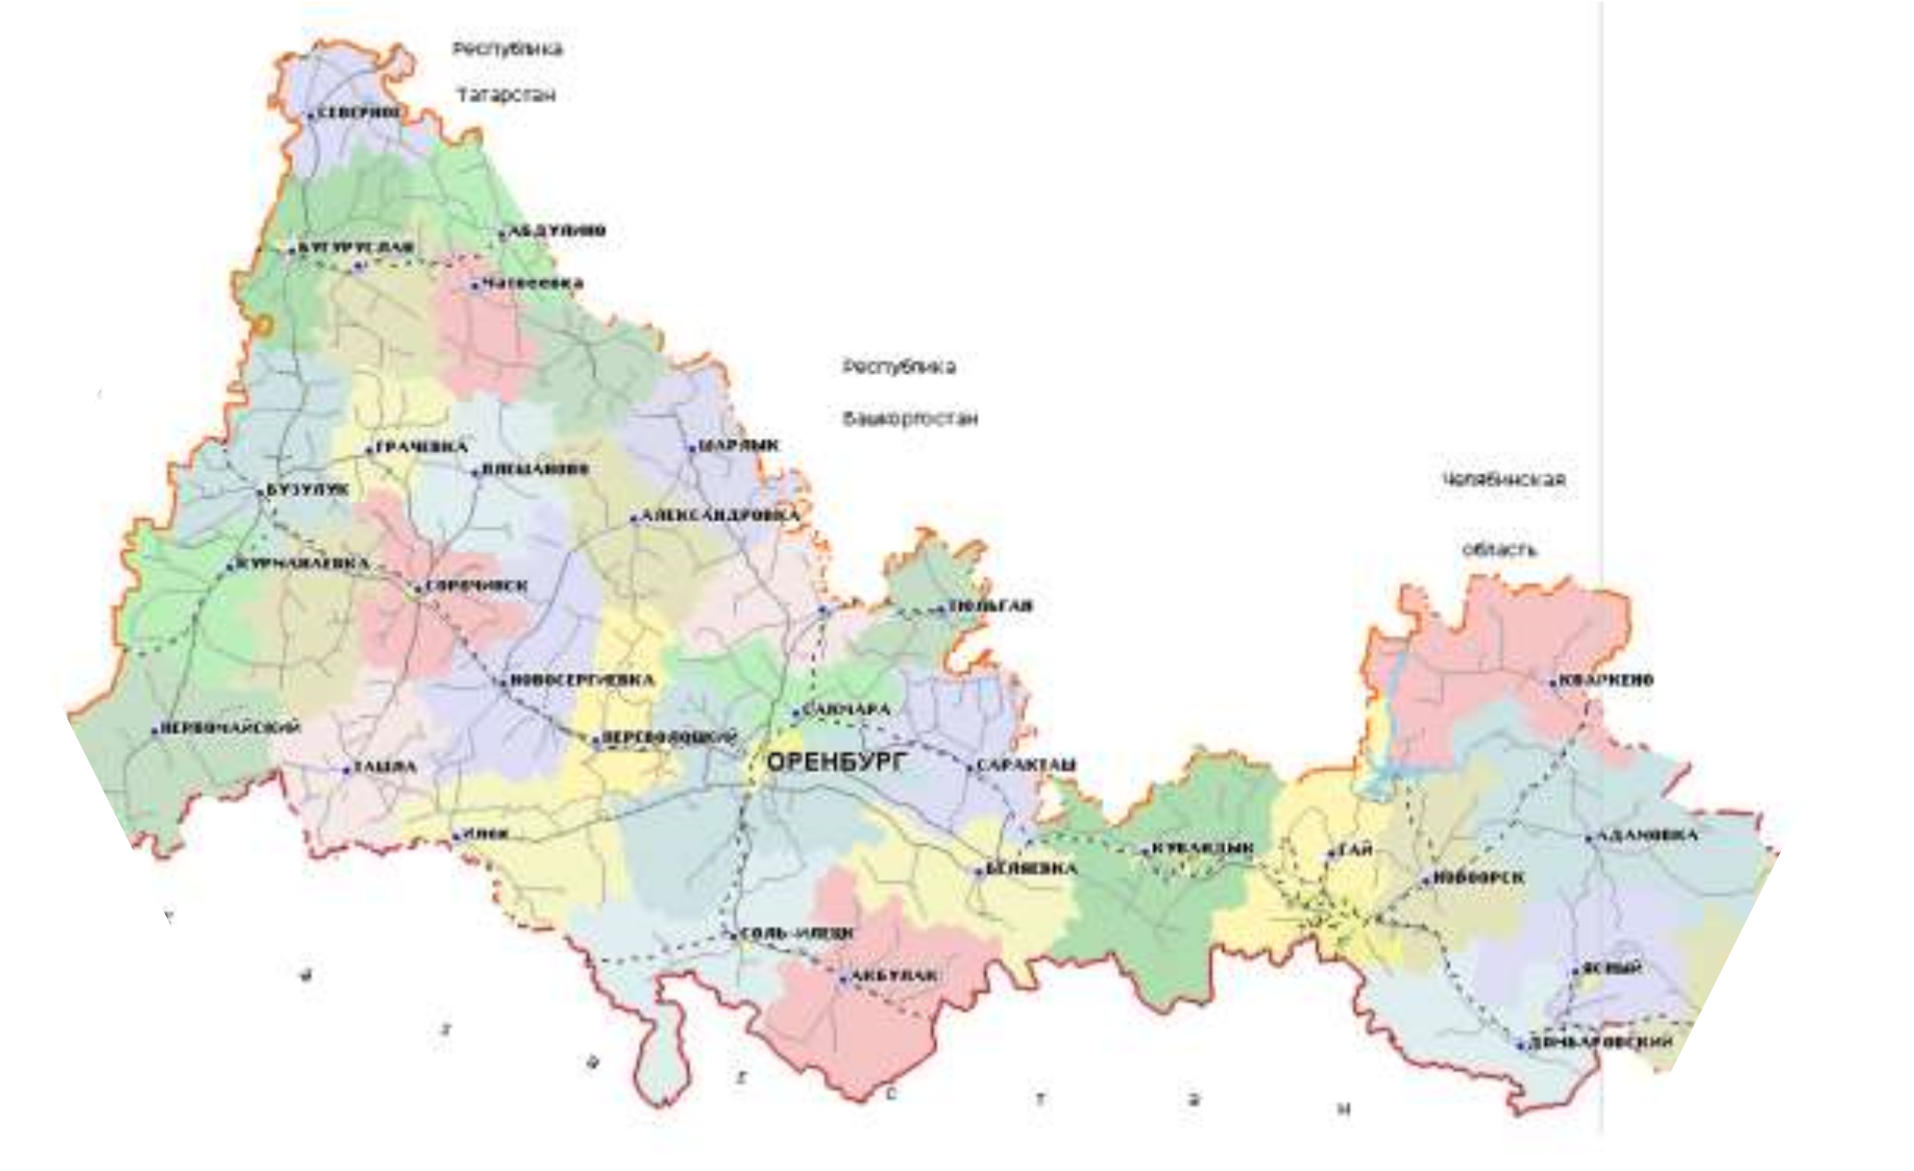 Республика
Татарстан
СЕВЕРНОЕ
АБДУЛИНО
БУГУРУСЛАН
Матвеевка
Республика
Башкортостан
ШАРЛЫК
ГРАЧЕВКА
ПЛЕШАНОВО
Челябинская
БУЗУЛУК
АЛЕКСАНДРОВКА
область
КУРМАНАЕВКА
СОРОЧИНСК
ТЮЛЬГАН
НОВОСЕРГИЕВКА
КВАРКЕНО
САКМАРА
ПЕРВОМАЙСКИЙ
ПЕРЕВОЛОЦКИЙ
ОРЕНБУРГ
ТАШЛА
САРАКТАШ
Илек
АДАМОВКА
КУВАНДЫК
ГАЙ
БЕЛЯЕВКА
НОВООРСК
СОЛЬ-ИЛЕЦК
АКБУЛАК
ЯСНЫЙ
ДОМБАРОВСКИЙ
а
з
а
х
с
т
а
н